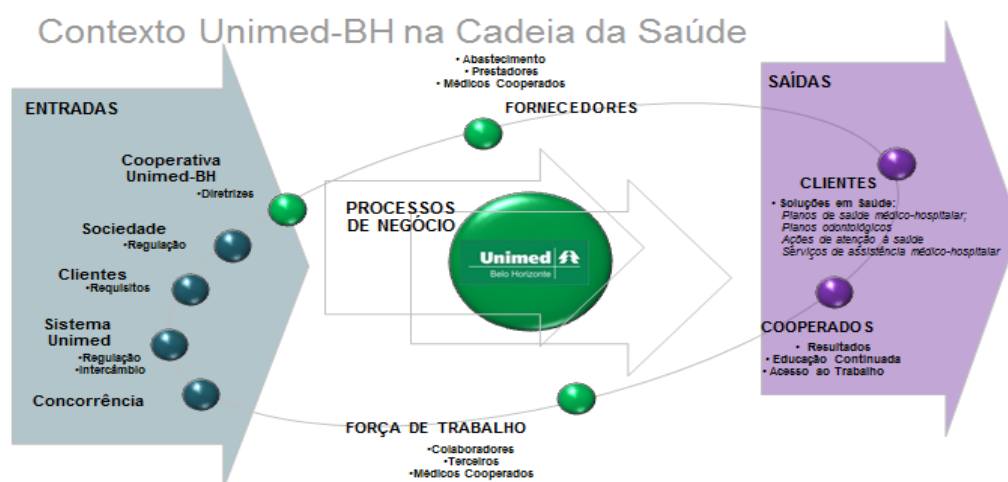 Contexto Unimed-BH na Cadeia da Saúde
• Abastecimento
• Prestadores
• Médicos Cooperados
FORNECEDORES
ENTRADAS
Cooperativa
Unimed-BH
•Diretrizes
Sociedade
•Regulação
Clientes
•Requisitos
Sistema
Unimed
•Regulação
•Intercâmbio
Concorrência
PROCESSOS
DE NEGÓCIO
Unimed
Belo Horizonte
FORÇA DE TRABALHO
•Colaboradores
•Terceiros
•Médicos Cooperados
SAÍDAS
CLIENTES
• Soluções em Saúde:
Planos de saúde médico-hospitalar;
Planos odontológicos
Ações de atenção à saúde
Serviços de assistência médico-hospitalar
COOPERADOS
• Resultados
• Educação Continuada
• Acesso ao Trabalho